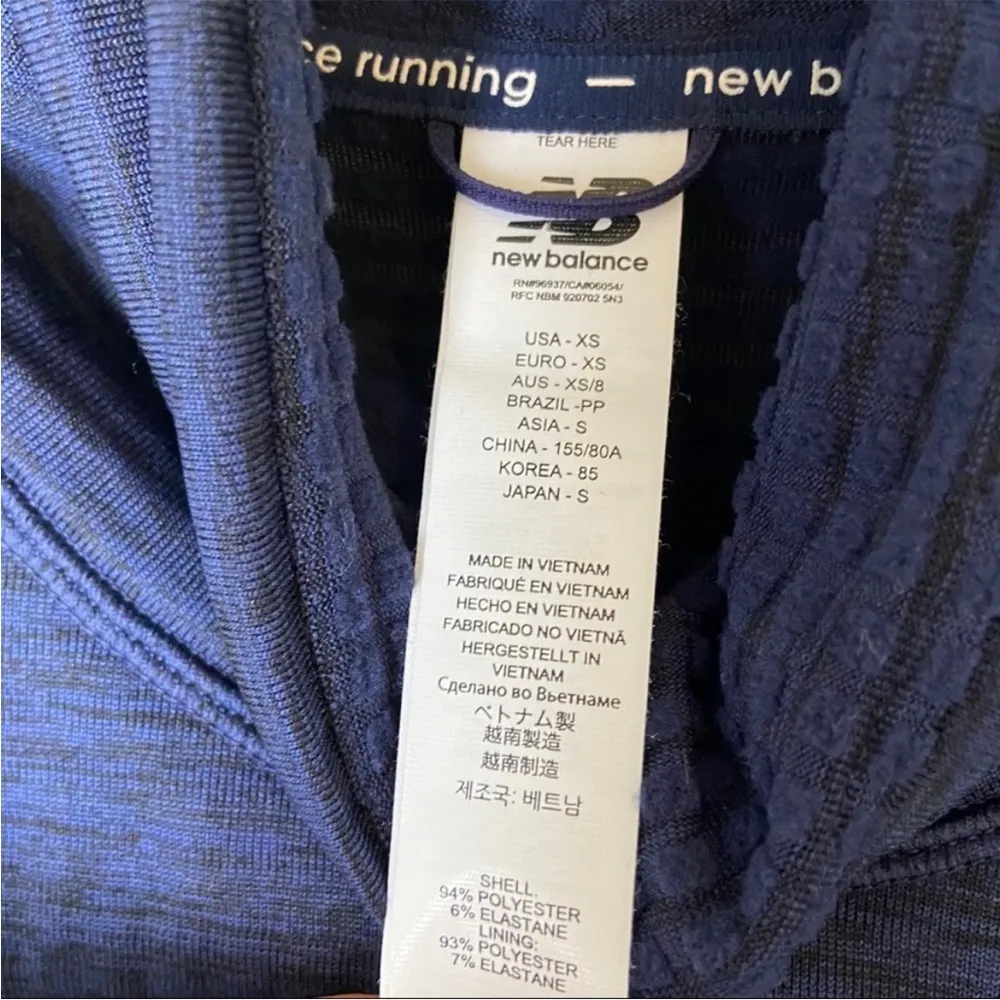 ce running — new b
TEAR HERE
NB
new balance
RN#96937/CA#06054/
RFC NBM 920702 5N3
USA - XS
EURO - XS
AUS - XS/8
BRAZIL -PP
ASIA - S
CHINA - 155/80A
KOREA - 85
JAPAN - S
MADE IN VIETNAM
FABRIQUÉ EN VIETNAM
HECHO EN VIETNAM
FABRICADO NO VIETNÃ
HERGESTELLT IN
VIETNAM
Сделано во Вьетнаме
ベトナム製
越南製造
越南制造
제조국: 베트남
SHELL.
94% POLYESTER
6% ELASTANE
LINING:
93% POLYESTER
7% ELASTANE